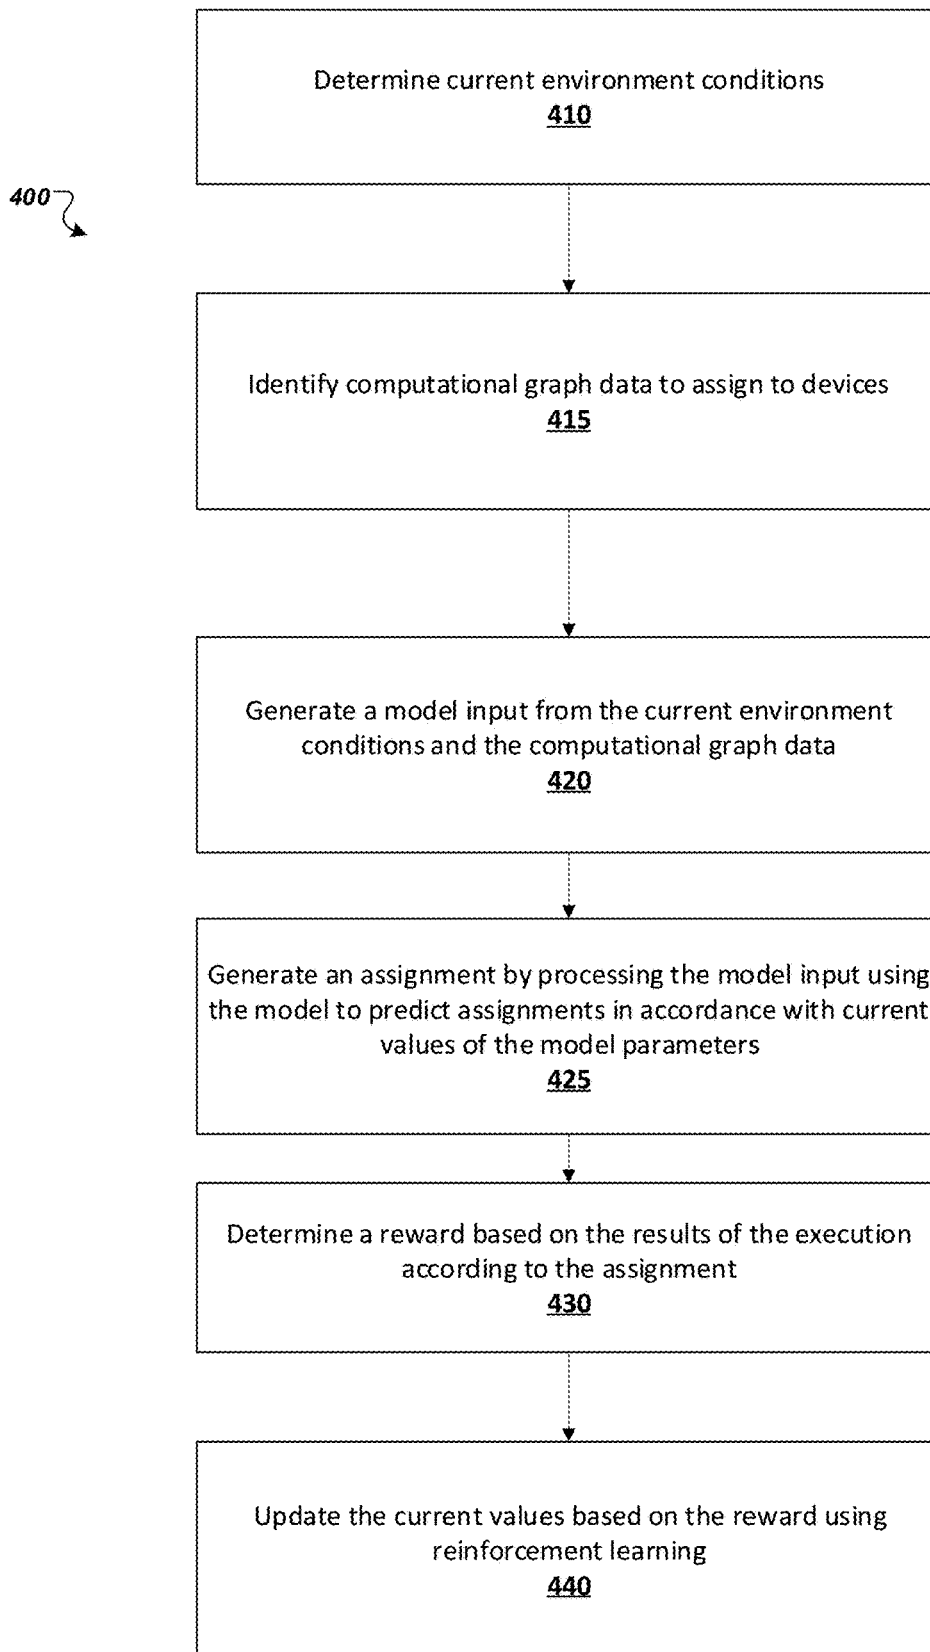 Determine current environment conditions
410
400
Identify computational graph data to assign to devices
415
Generate a model input from the current environment
conditions and the computational graph data
420
Generate an assignment by processing the model input using
the model to predict assignments in accordance with current
values of the model parameters
425
Determine a reward based on the results of the execution
according to the assignment
430
Update the current values based on the reward using
reinforcement learning
440